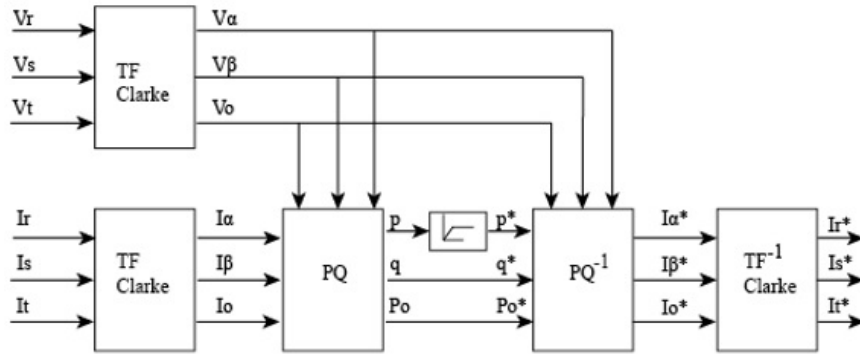 Vr Vα
Vs TF Vβ
Clarke
Vt Vo
Ir Iα p p* Iα* Ir*
Is TF Iβ PQ q q* PQ-1 Iβ* TF-1 Is*
Clarke Clarke
It Io Po Po* Io* It*